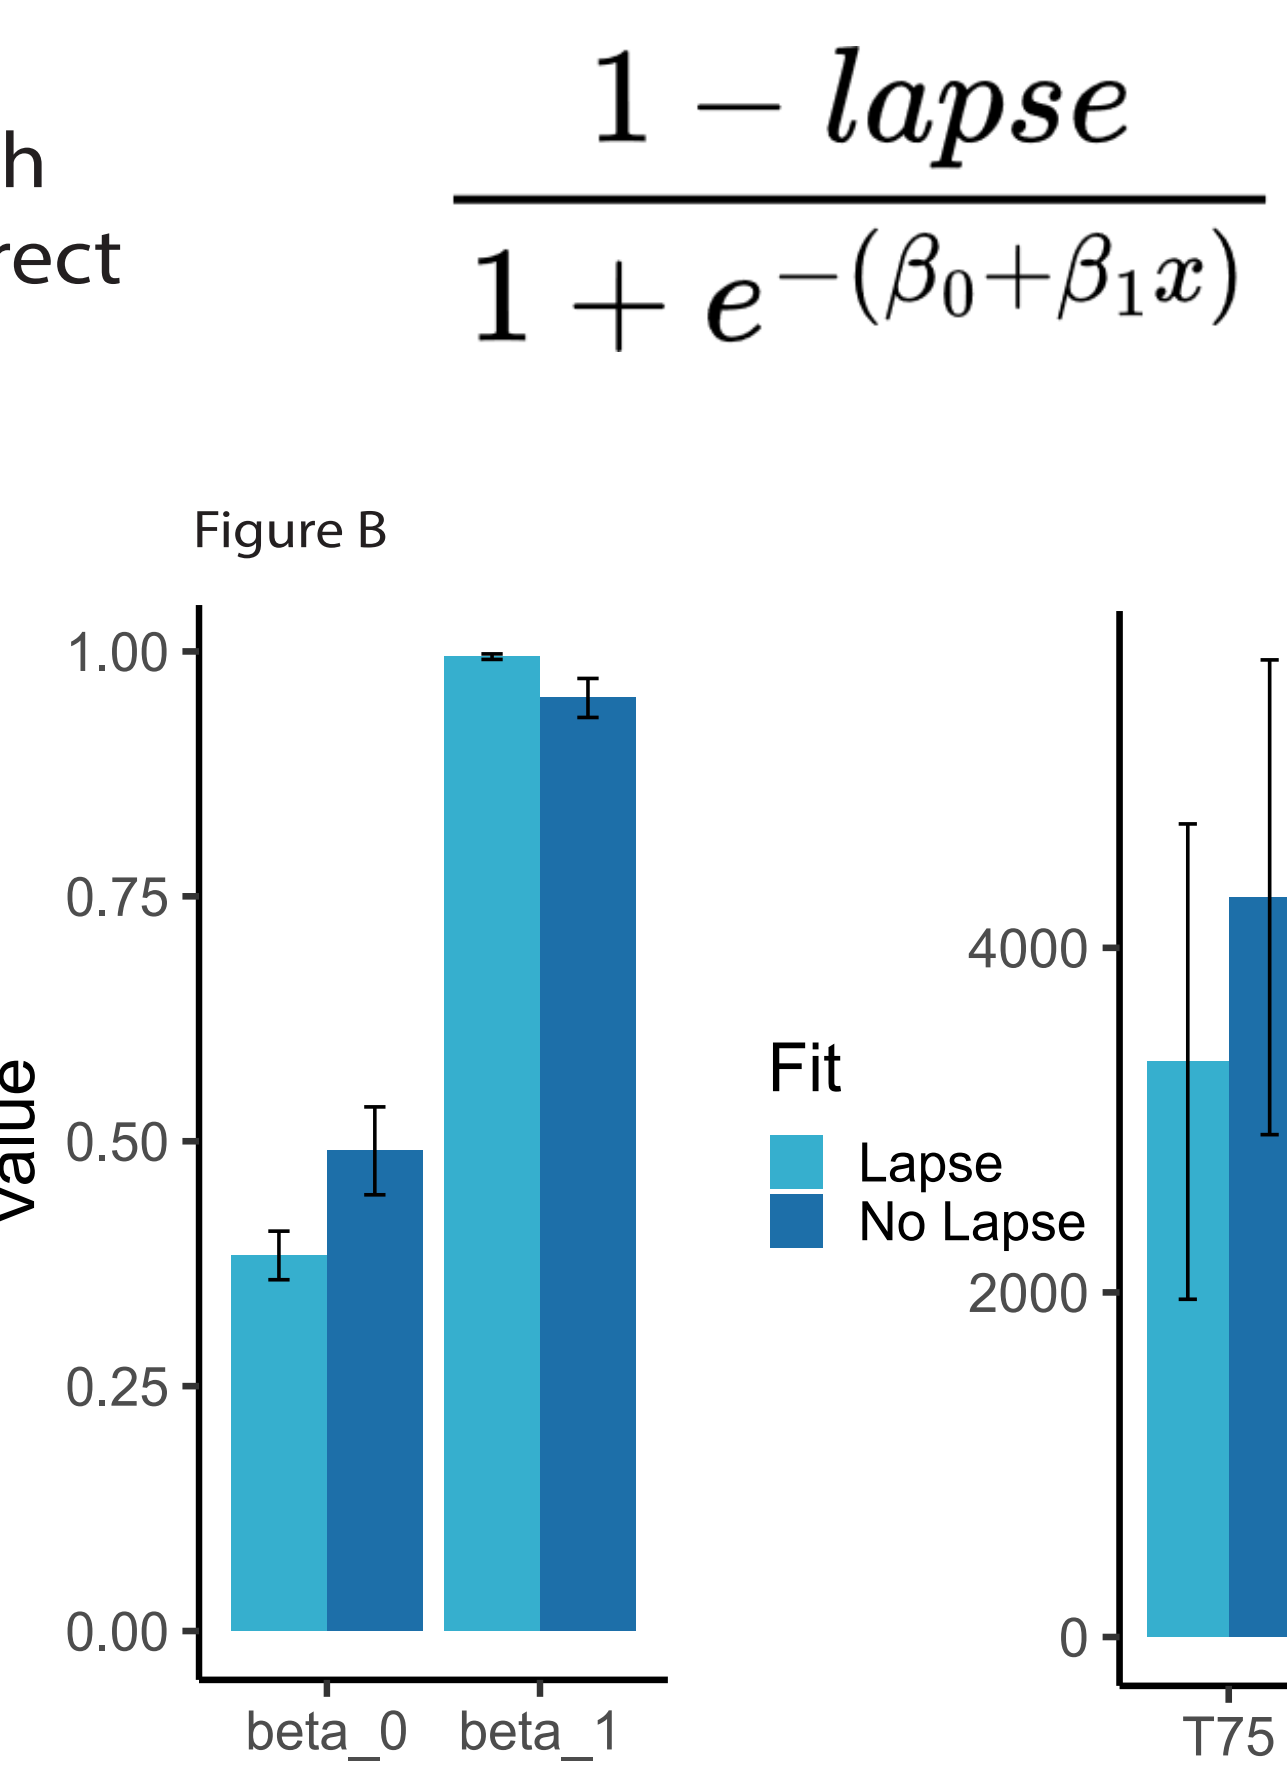 1 − lapse
1 + e^−(β0+β1x)
h
rect
Figure B
1.00
0.75
0.50
0.25
0.00
Value
beta_0 beta_1
Fit
Lapse
No Lapse
4000
2000
0
T75